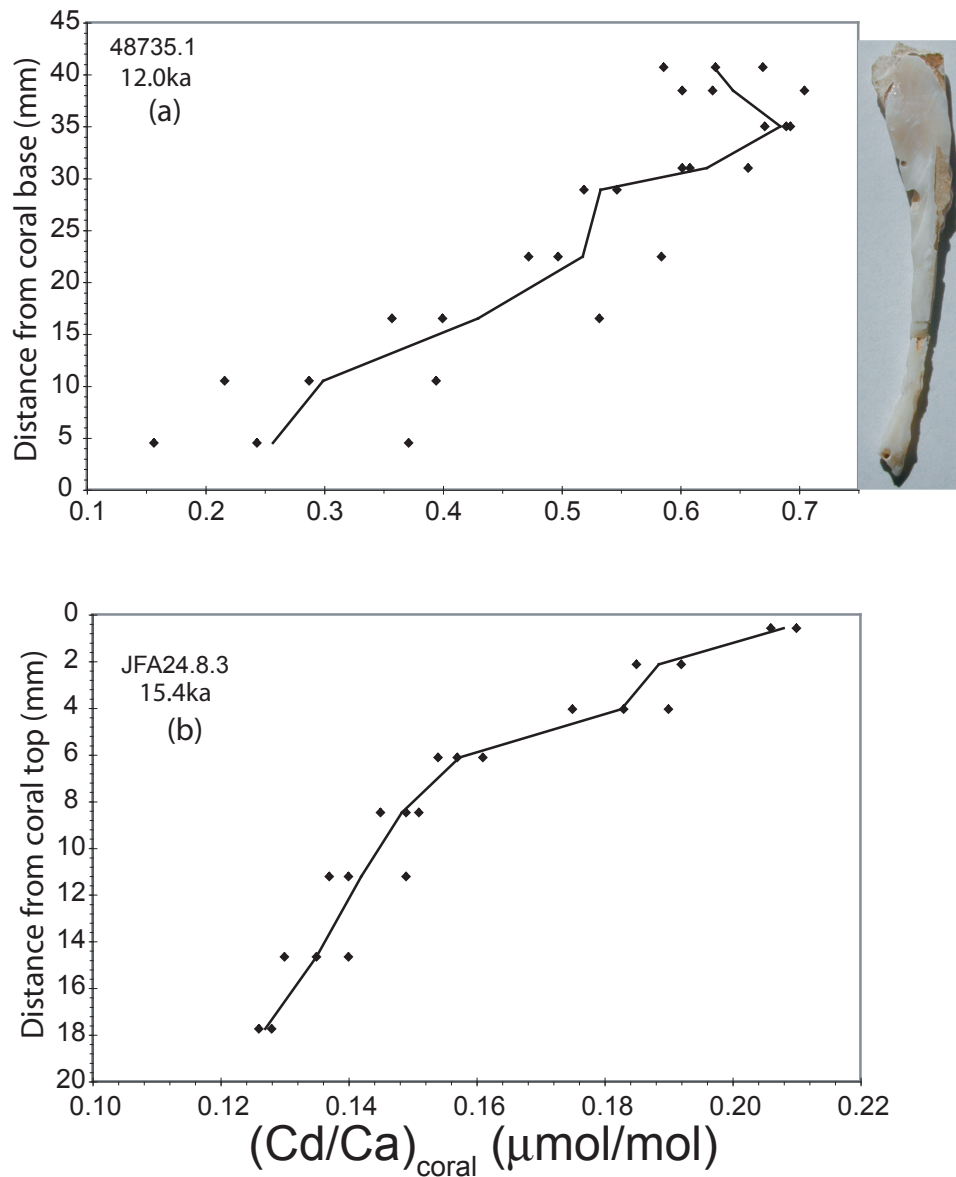 45
40
35
30
25
20
15
10
5
0
Distance from coral base (mm)
48735.1
12.0ka
(a)
0.1 0.2 0.3 0.4 0.5 0.6 0.7
0
2
4
6
8
10
12
14
16
18
20
Distance from coral top (mm)
JFA24.8.3
15.4ka
(b)
0.10 0.12 0.14 0.16 0.18 0.20 0.22
(Cd/Ca)coral (μmol/mol)